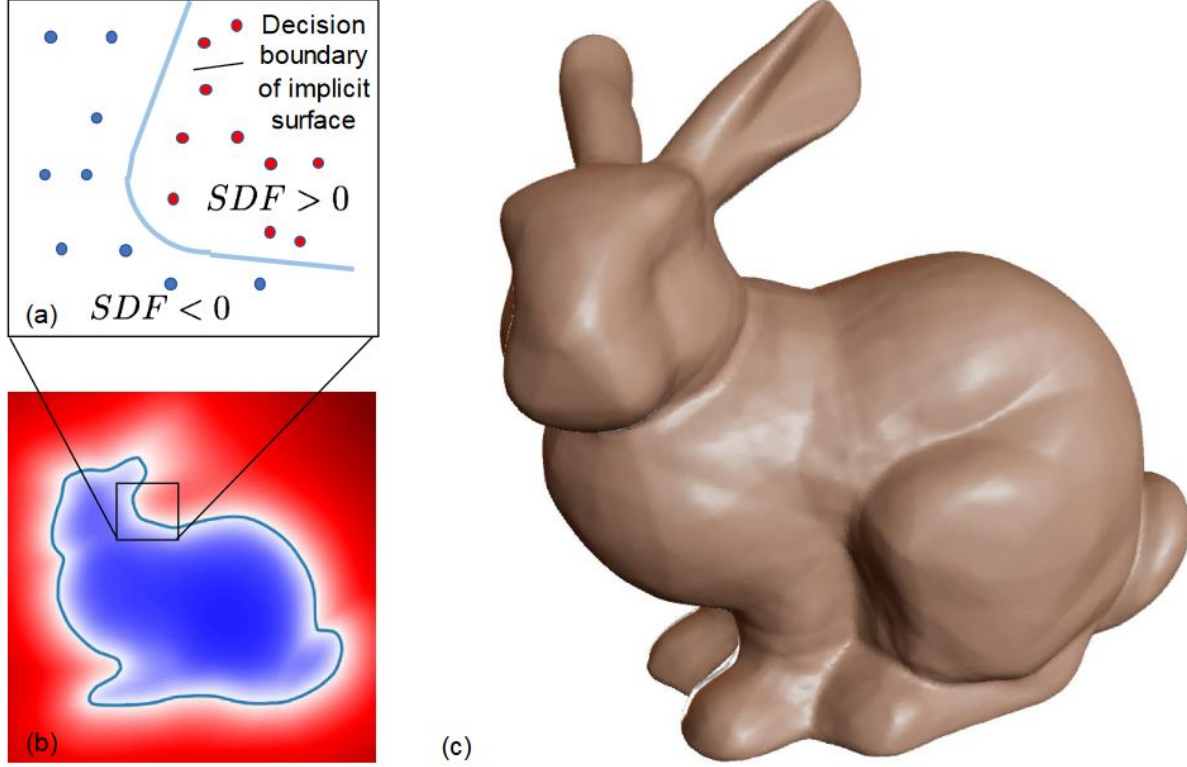 Decision
boundary
of implicit
surface
SDF > 0
SDF < 0
(a)
(b)
(c)